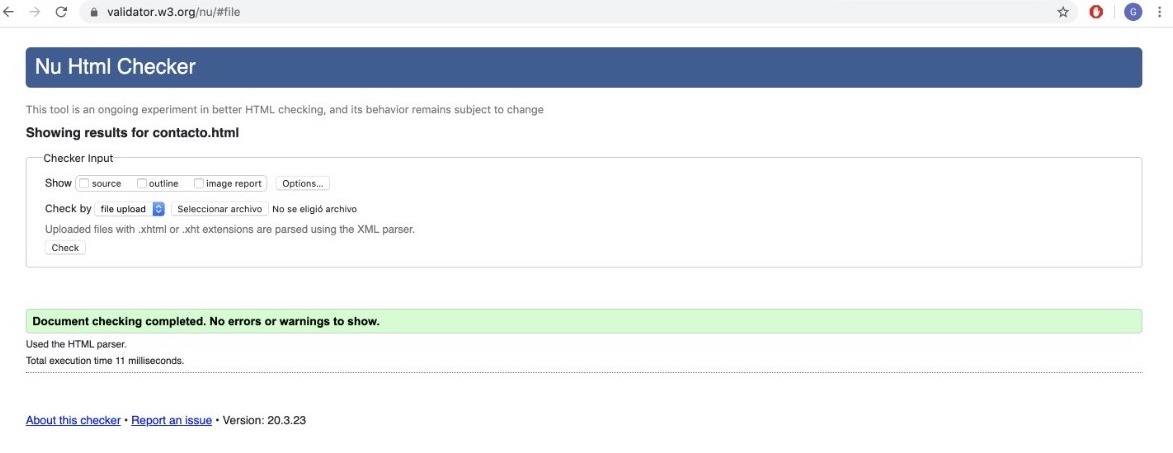 validator.w3.org/nu/#file
G
Nu Html Checker
This tool is an ongoing experiment in better HTML checking, and its behavior remains subject to change
Showing results for contacto.html
Checker Input
Show source outline image report Options...
Check by file upload Seleccionar archivo No se eligió archivo
Uploaded files with .xhtml or .xht extensions are parsed using the XML parser.
Check
Document checking completed. No errors or warnings to show.
Used the HTML parser.
Total execution time 11 milliseconds.
About this checker • Report an issue • Version: 20.3.23